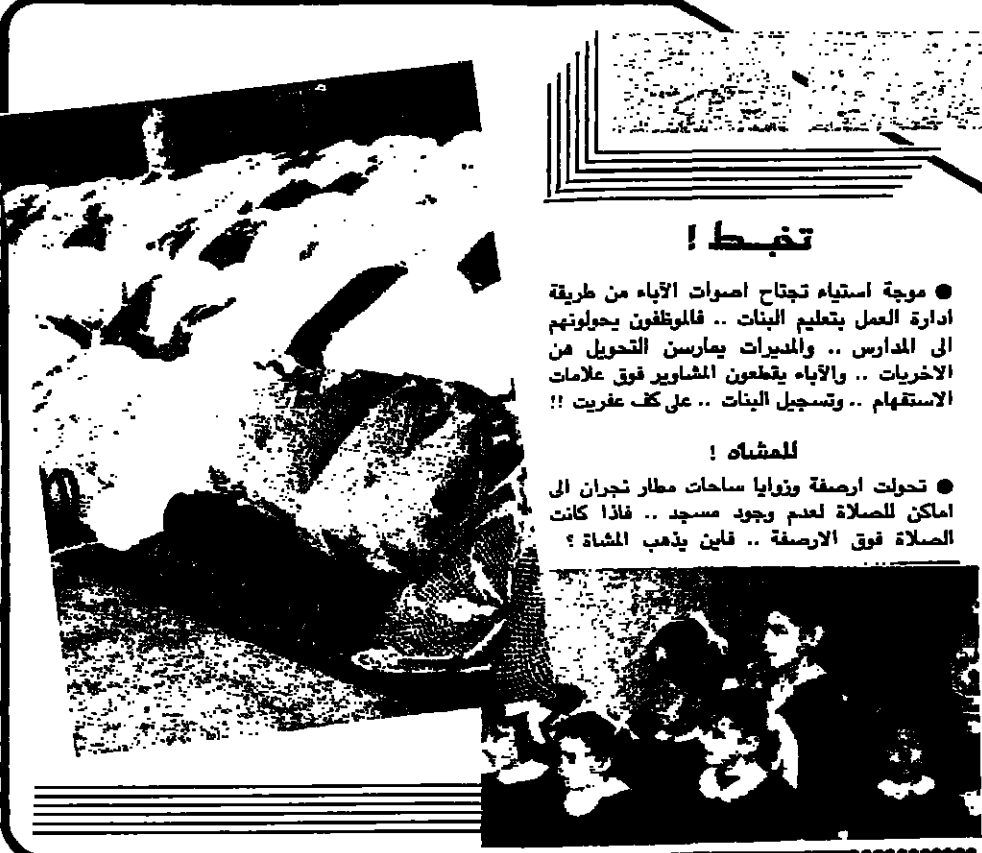 تخبط !
● موجة استياء تجتاح اصوات الآباء من طريقة
ادارة العمل بتعليم البنات .. فالموظفون يحولونهم
الى المدارس .. والمديرات يمارسن التحويل هن
الاخريات .. والآباء يقطعون المشاوير فوق علامات
الاستفهام .. وتسجيل البنات .. على كف عفريت !!
للمشاه !
● تحولت ارصفة وزوايا ساحات مطار نجران الى
اماكن للصلاة لعدم وجود مسجد .. فاذا كانت
الصلاة فوق الارصفة .. فاين يذهب المشاة ؟